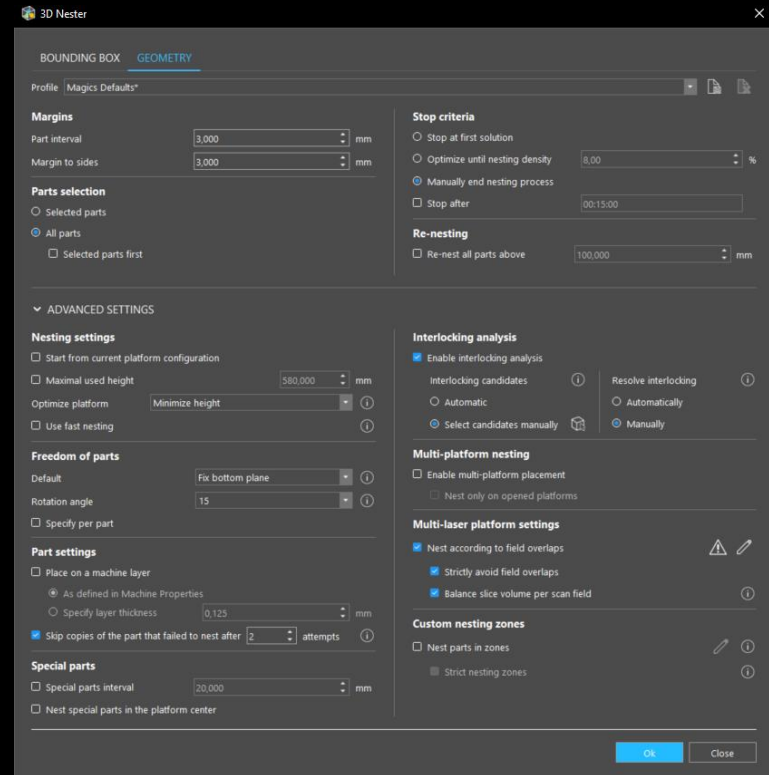 3D Nester
BOUNDING BOX GEOMETRY
Profile Magics Defaults*
Margins
Part interval 3,000 mm
Margin to sides 3,000 mm
Parts selection
Selected parts
All parts
Selected parts first
Stop criteria
Stop at first solution
Optimize until nesting density 8,00 %
Manually end nesting process
Stop after 00:15:00
Re-nesting
Re-nest all parts above 100,000 mm
ADVANCED SETTINGS
Nesting settings
Start from current platform configuration
Maximal used height 580,000 mm
Optimize platform Minimize height
Use fast nesting
Freedom of parts
Default Fix bottom plane
Rotation angle 15
Specify per part
Part settings
Place on a machine layer
As defined in Machine Properties
Specify layer thickness 0,125 mm
Skip copies of the part that failed to nest after 2 attempts
Special parts
Special parts interval 20,000 mm
Nest special parts in the platform center
Interlocking analysis
Enable interlocking analysis
Interlocking candidates
Automatic
Select candidates manually
Resolve interlocking
Automatically
Manually
Multi-platform nesting
Enable multi-platform placement
Nest only on opened platforms
Multi-laser platform settings
Nest according to field overlaps
Strictly avoid field overlaps
Balance slice volume per scan field
Custom nesting zones
Nest parts in zones
Strict nesting zones
Ok Close